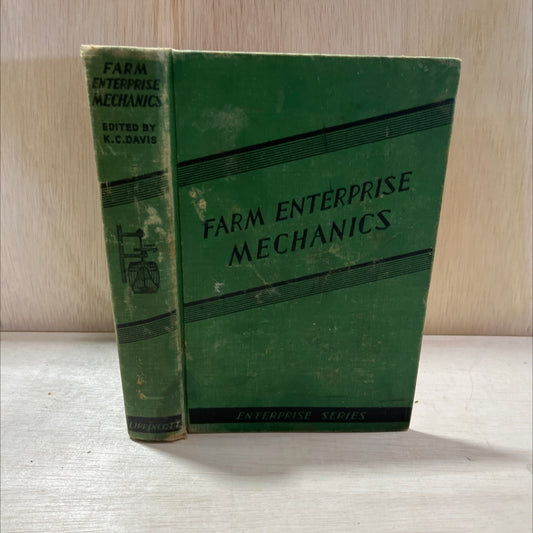 FARM
ENTERPRISE
MECHANICS
EDITED BY
K.C. DAVIS
LIPPINCOTT
FARM ENTERPRISE
MECHANICS
ENTERPRISE SERIES